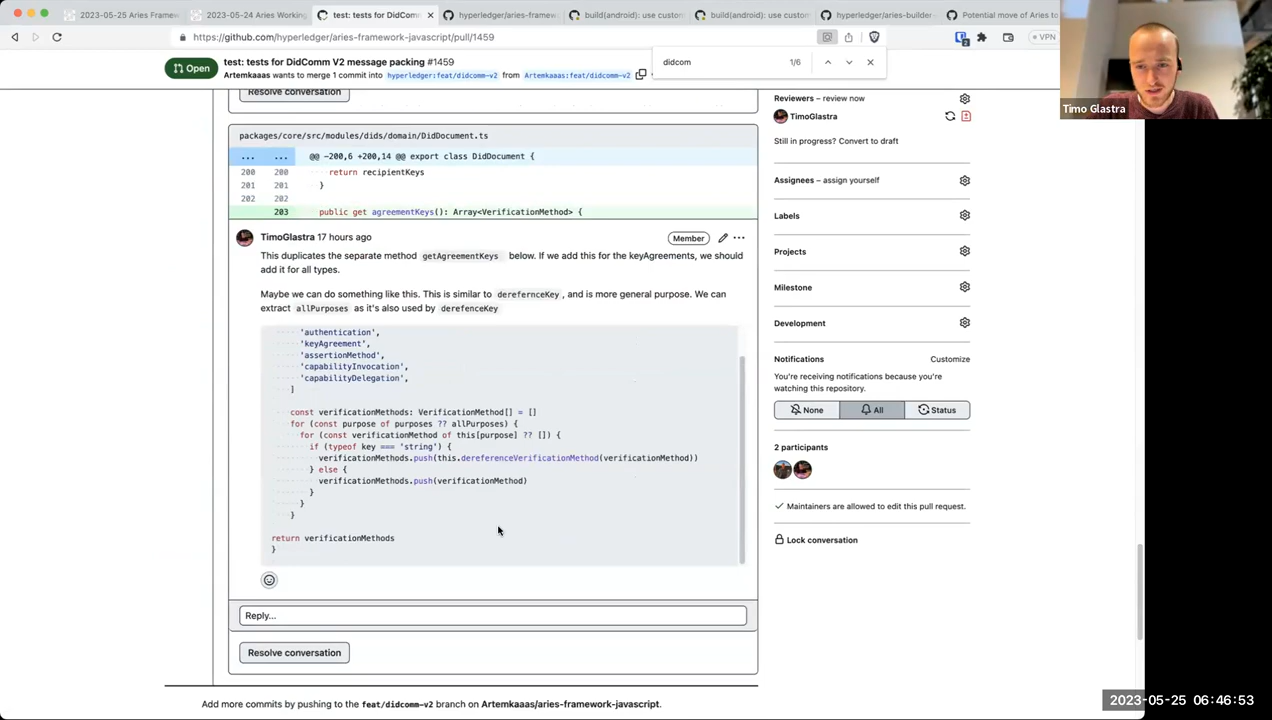 2023-05-25 Aries Framew
2023-05-24 Aries Working
test: tests for DidComm
hyperledger/aries-framew
build(android): use custom
build(android): use custom
hyperledger/aries-builder-
Potential move of Aries to
https://github.com/hyperledger/aries-framework-javascript/pull/1459
VPN
didcom
1/6
Open
test: tests for DidComm V2 message packing #1459
Artemkaaas wants to merge 1 commit into hyperledger:feat/didcomm-v2 from Artemkaaas:feat/didcomm-v2
Timo Glastra
Resolve conversation
packages/core/src/modules/dids/domain/DidDocument.ts
... ... @@ -200,6 +200,14 @@ export class DidDocument {
200 200 return recipientKeys
201 201 }
202 202
203 public get agreementKeys(): Array<VerificationMethod> {
TimoGlastra 17 hours ago
Member
This duplicates the separate method getAgreementKeys below. If we add this for the keyAgreements, we should
add it for all types.
Maybe we can do something like this. This is similar to derefernceKey, and is more general purpose. We can
extract allPurposes as it's also used by derefenceKey
'authentication',
'keyAgreement',
'assertionMethod',
'capabilityInvocation',
'capabilityDelegation',
]
const verificationMethods: VerificationMethod[] = []
for (const purpose of purposes ?? allPurposes) {
for (const verificationMethod of this[purpose] ?? []) {
if (typeof key === 'string') {
verificationMethods.push(this.dereferenceVerificationMethod(verificationMethod))
} else {
verificationMethods.push(verificationMethod)
}
}
}
return verificationMethods
}
Reply...
Resolve conversation
Add more commits by pushing to the feat/didcomm-v2 branch on Artemkaaas/aries-framework-javascript.
Reviewers – review now
TimoGlastra
Still in progress? Convert to draft
Assignees – assign yourself
Labels
Projects
Milestone
Development
Notifications
Customize
You're receiving notifications because you're
watching this repository.
None
All
Status
2 participants
Maintainers are allowed to edit this pull request.
Lock conversation
2023-05-25 06:46:53